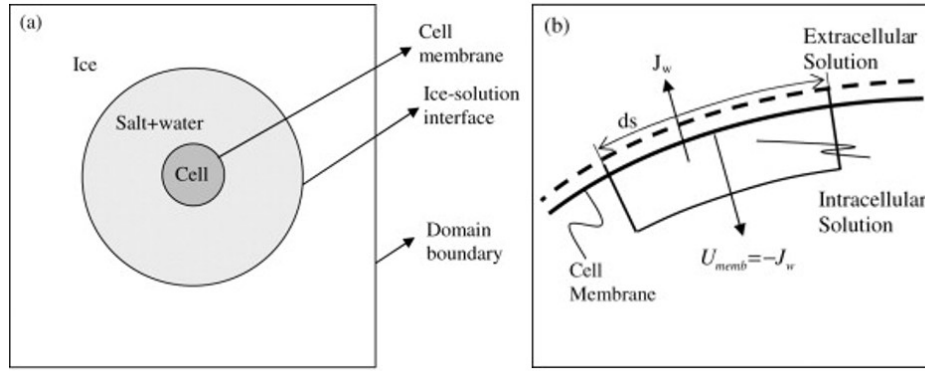 (a)
Ice
Salt+water
Cell
Cell
membrane
Ice-solution
interface
Domain
boundary
(b)
Extracellular
Solution
J_w
ds
Intracellular
Solution
U_memb=−J_w
Cell
Membrane